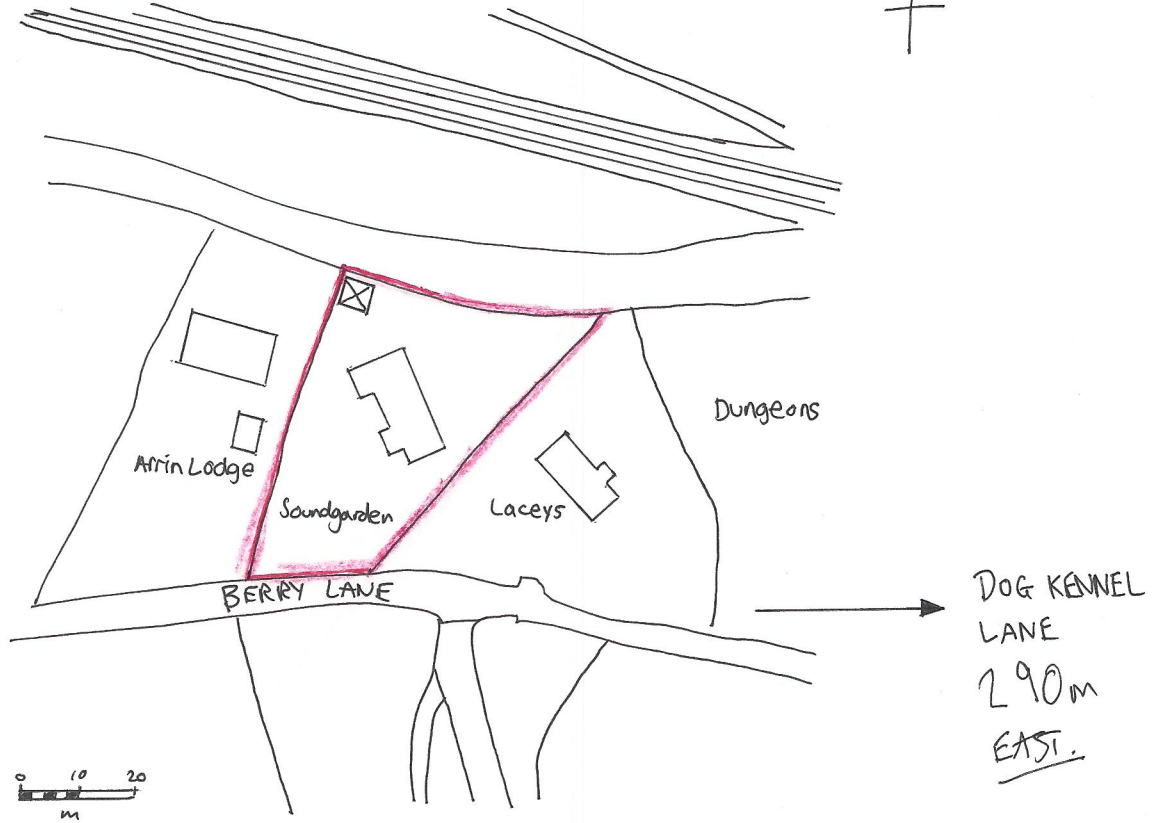 Dungeons
Arrin Lodge
Soundgarden
Laceys
BERRY LANE
DOG KENNEL
LANE
290m
EAST.
0 10 20
m